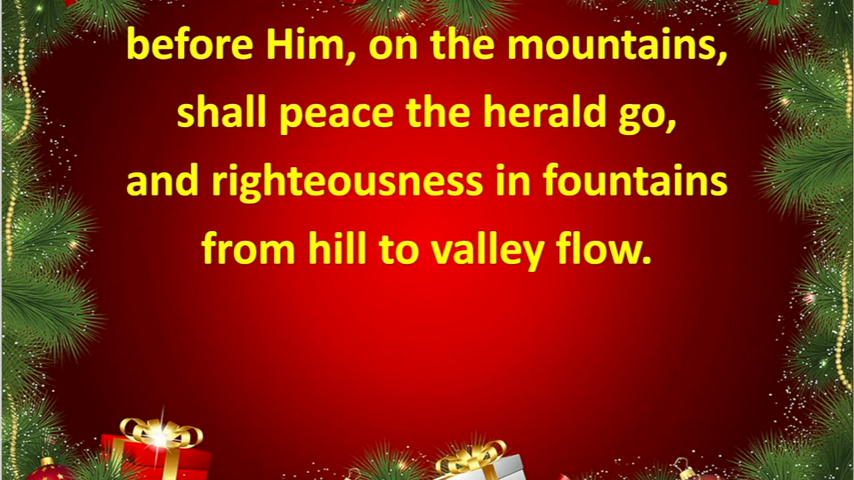 before Him, on the mountains,
shall peace the herald go,
and righteousness in fountains
from hill to valley flow.